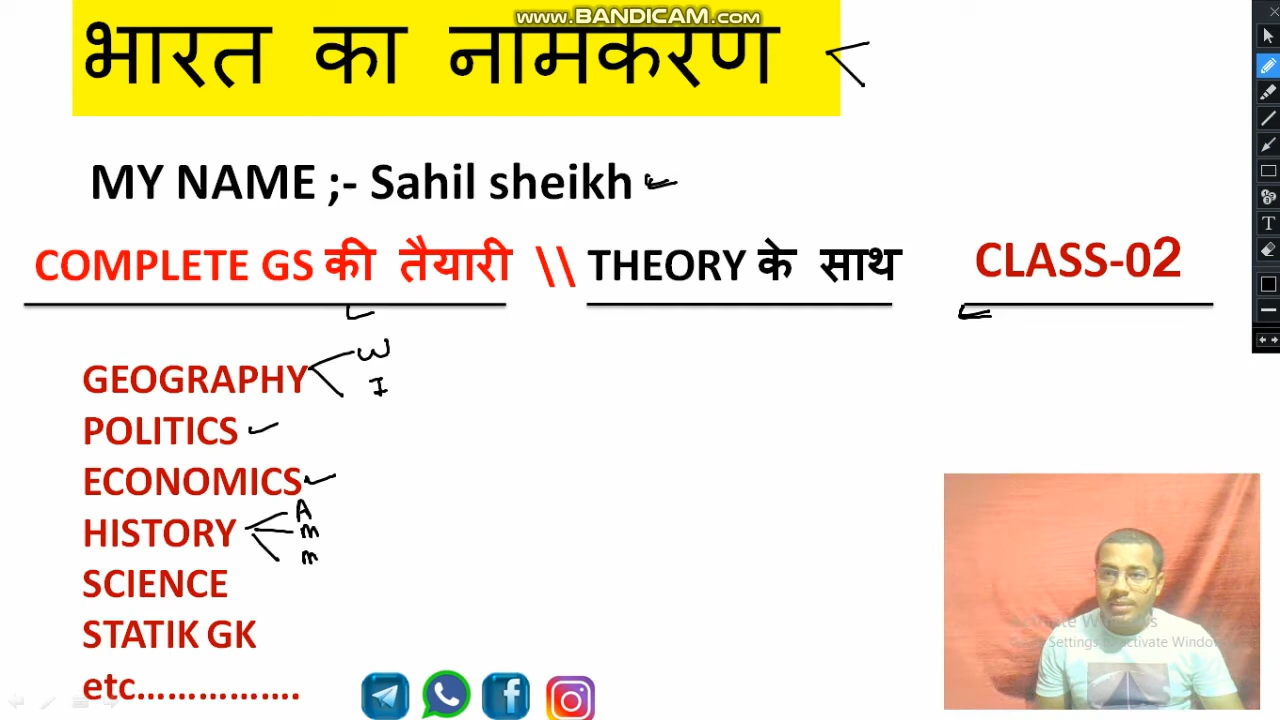 www.BANDICAM.com
भारत का नामकरण
MY NAME ;- Sahil sheikh
COMPLETE GS की तैयारी \\ THEORY के साथ CLASS-02
GEOGRAPHY W
I
POLITICS
ECONOMICS
HISTORY A
m
m
SCIENCE
STATIK GK
etc................